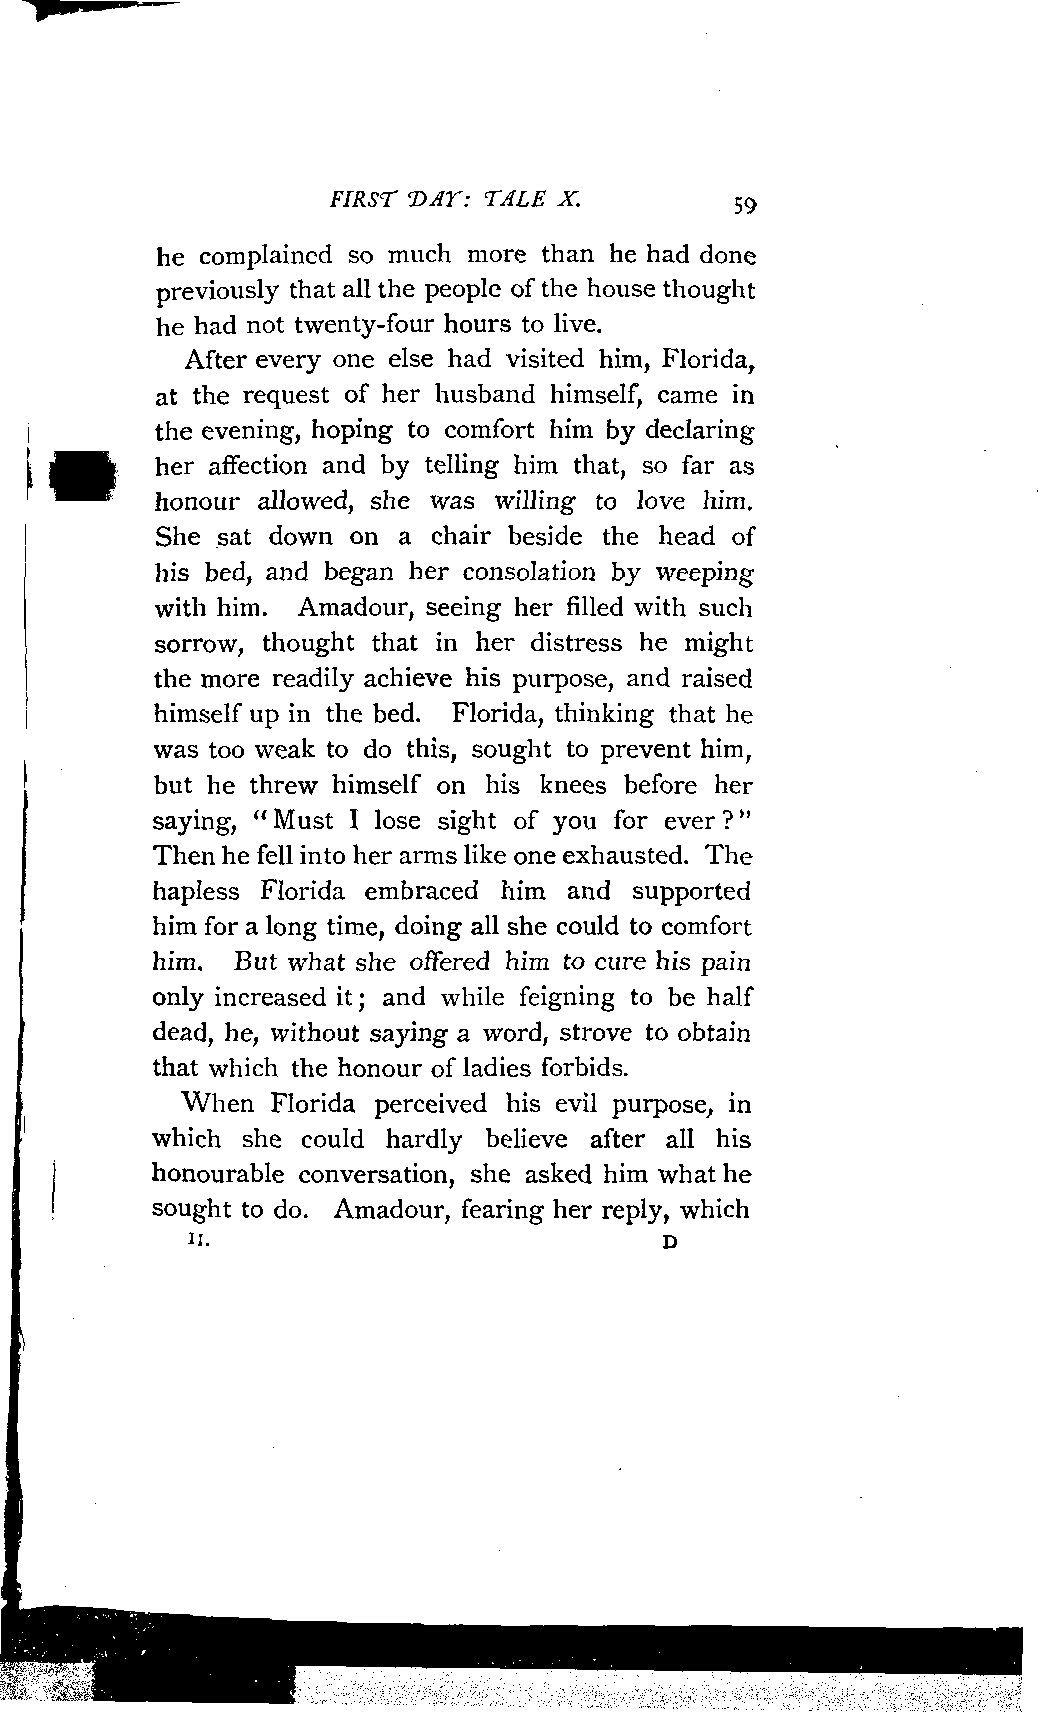 FIRST DAY: TALE X. 59
he complained so much more than he had done
previously that all the people of the house thought
he had not twenty-four hours to live.
After every one else had visited him, Florida,
at the request of her husband himself, came in
the evening, hoping to comfort him by declaring
her affection and by telling him that, so far as
honour allowed, she was willing to love him.
She sat down on a chair beside the head of
his bed, and began her consolation by weeping
with him. Amadour, seeing her filled with such
sorrow, thought that in her distress he might
the more readily achieve his purpose, and raised
himself up in the bed. Florida, thinking that he
was too weak to do this, sought to prevent him,
but he threw himself on his knees before her
saying, "Must I lose sight of you for ever?"
Then he fell into her arms like one exhausted. The
hapless Florida embraced him and supported
him for a long time, doing all she could to comfort
him. But what she offered him to cure his pain
only increased it; and while feigning to be half
dead, he, without saying a word, strove to obtain
that which the honour of ladies forbids.
When Florida perceived his evil purpose, in
which she could hardly believe after all his
honourable conversation, she asked him what he
sought to do. Amadour, fearing her reply, which
II. D